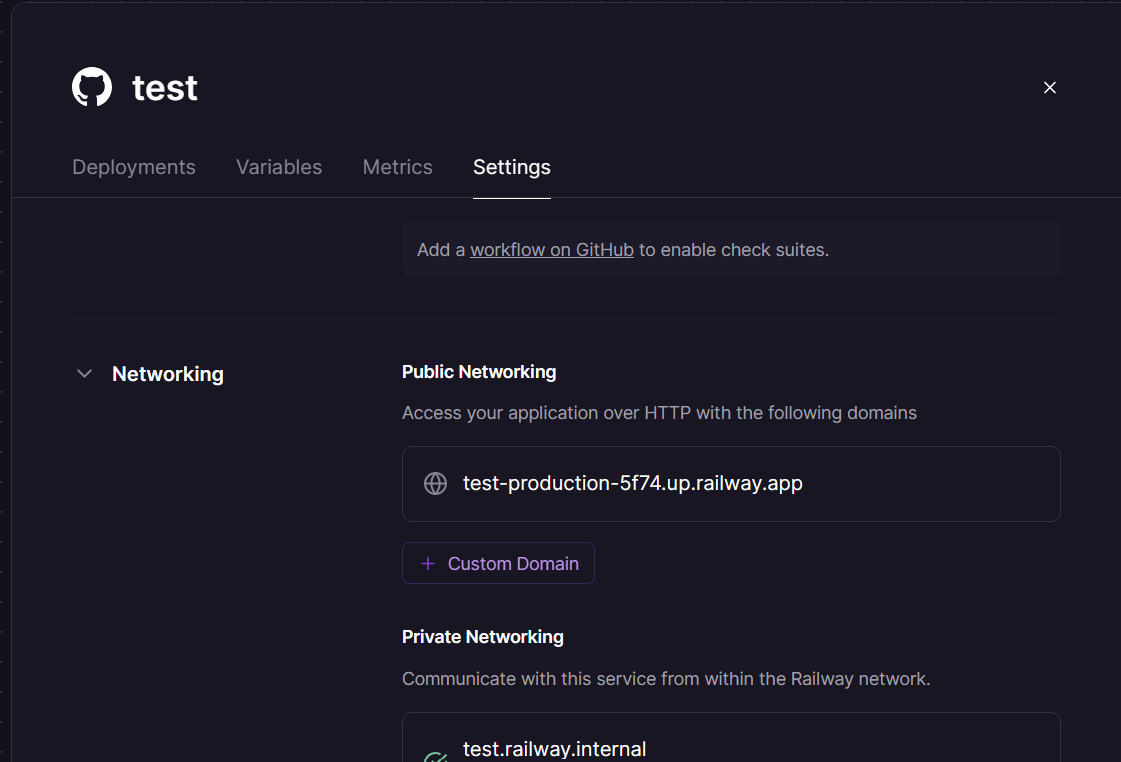 test
Deployments Variables Metrics Settings
Add a workflow on GitHub to enable check suites.
Networking
Public Networking
Access your application over HTTP with the following domains
test-production-5f74.up.railway.app
+ Custom Domain
Private Networking
Communicate with this service from within the Railway network.
test.railway.internal